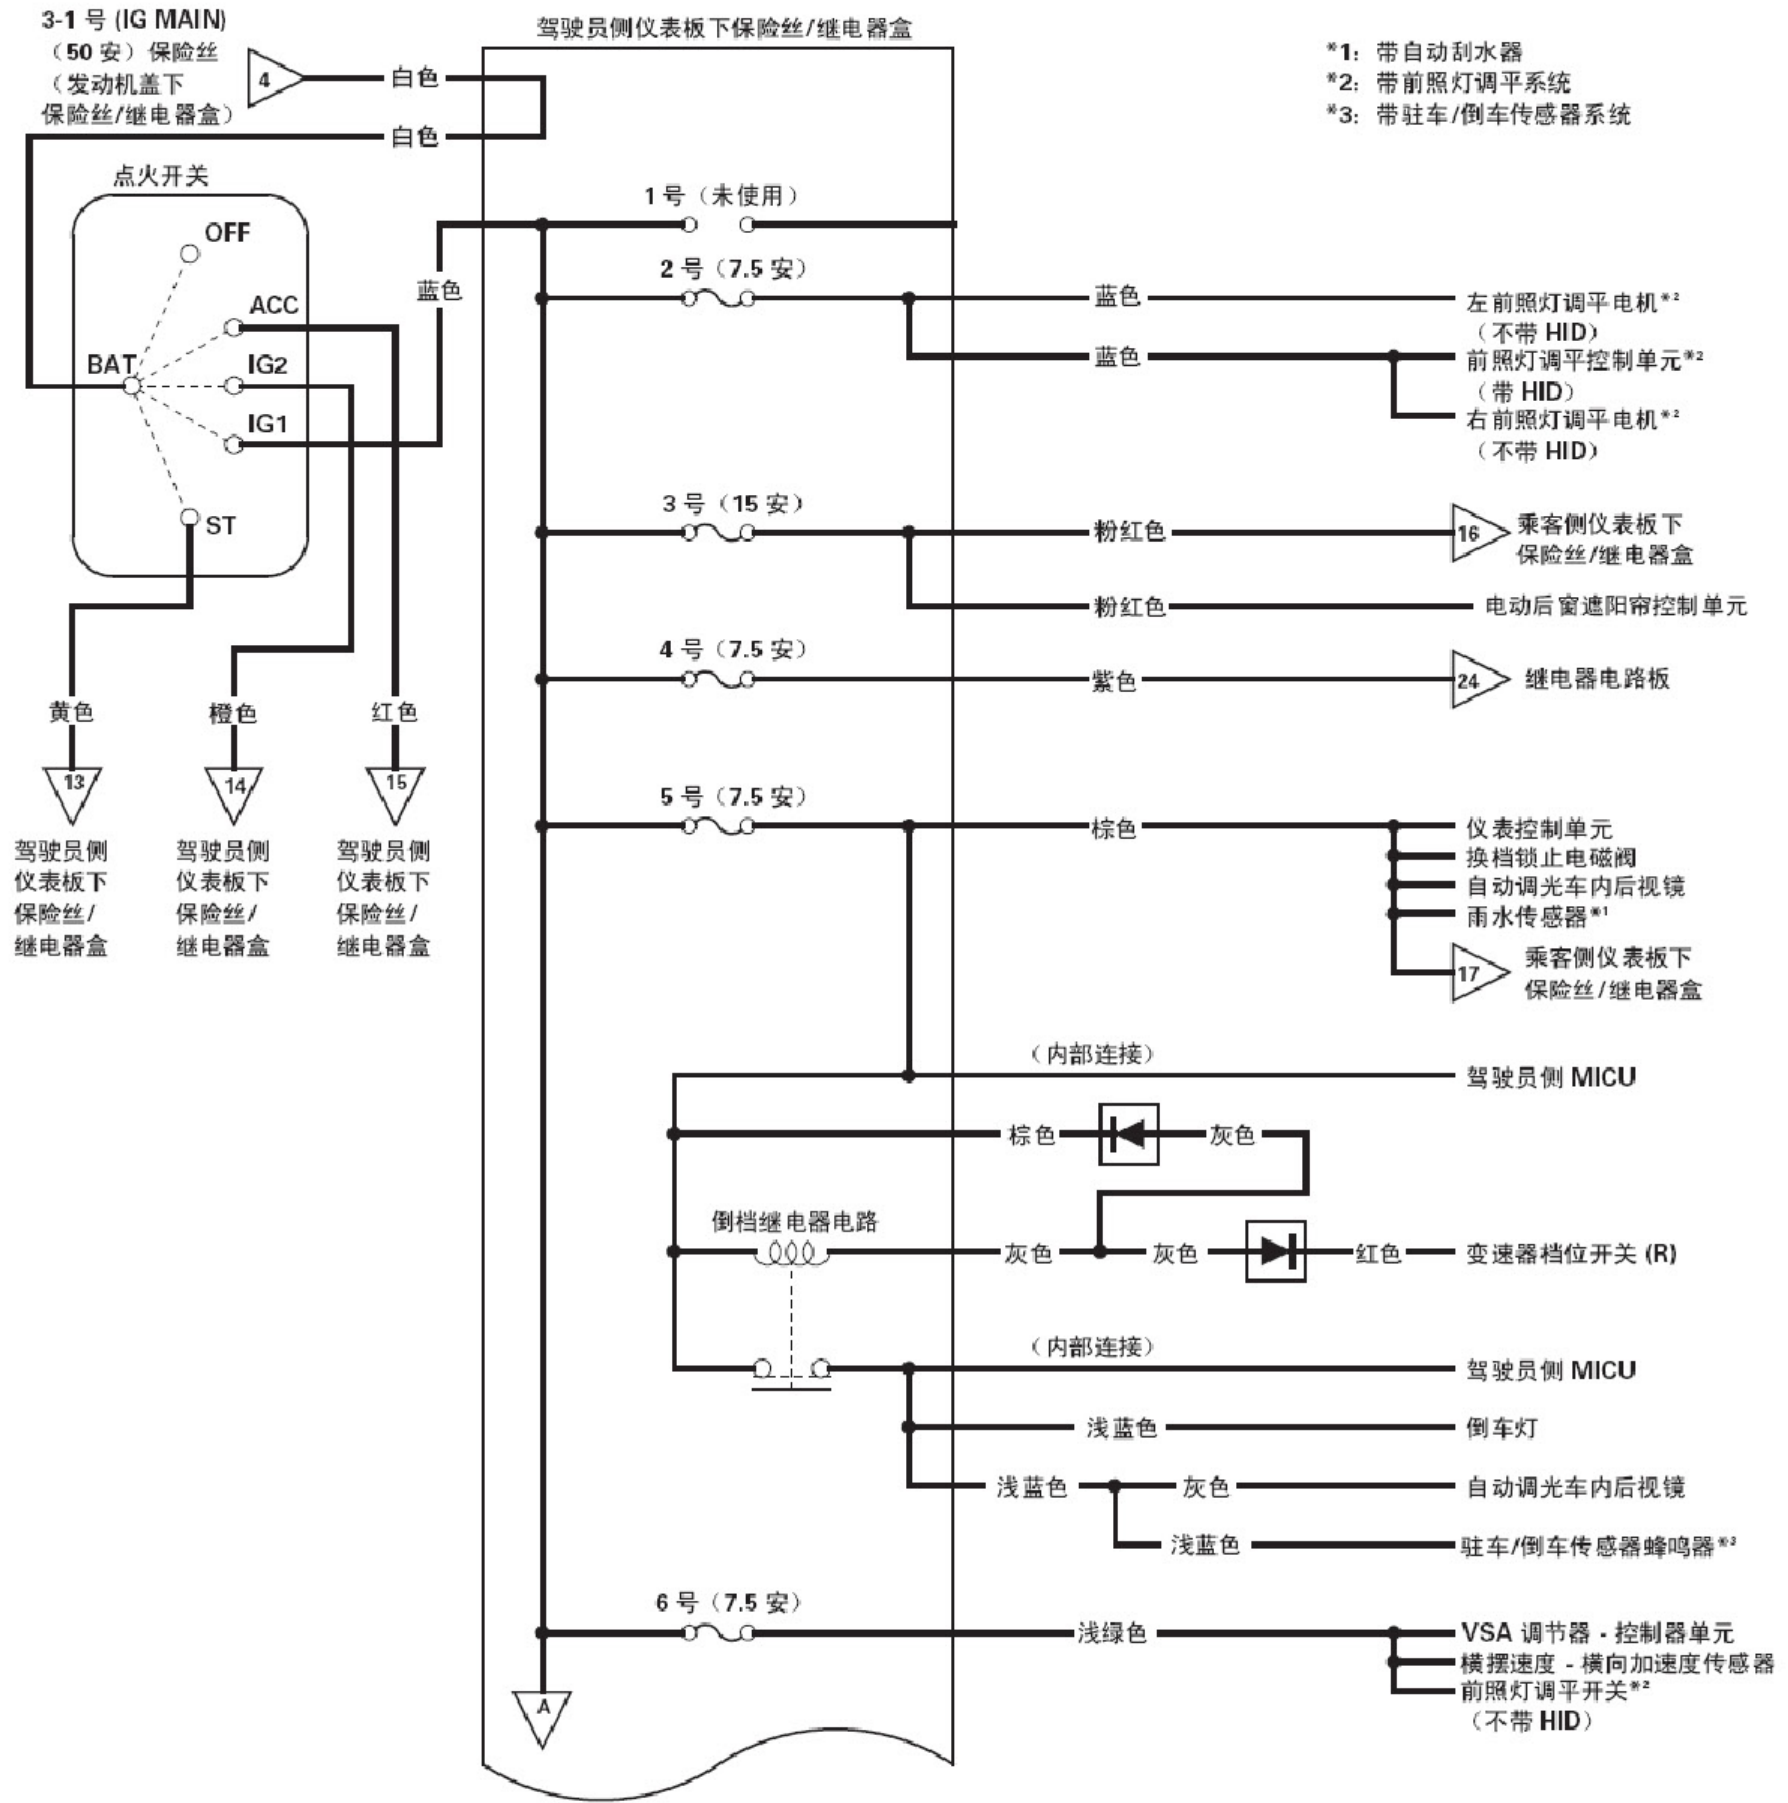 3-1 号 (IG MAIN)
（50 安）保险丝
（发动机盖下
保险丝/继电器盒）
4
白色
白色
驾驶员侧仪表板下保险丝/继电器盒
*1：带自动刮水器
*2：带前照灯调平系统
*3：带驻车/倒车传感器系统
点火开关
OFF
ACC
BAT
IG2
IG1
ST
蓝色
黄色
橙色
红色
13
14
15
驾驶员侧
仪表板下
保险丝/
继电器盒
驾驶员侧
仪表板下
保险丝/
继电器盒
驾驶员侧
仪表板下
保险丝/
继电器盒
1 号（未使用）
2 号（7.5 安）
蓝色
左前照灯调平电机*2
（不带 HID）
蓝色
前照灯调平控制单元*2
（带 HID）
右前照灯调平电机*2
（不带 HID）
3 号（15 安）
粉红色
16
乘客侧仪表板下
保险丝/继电器盒
粉红色
电动后窗遮阳帘控制单元
4 号（7.5 安）
紫色
24
继电器电路板
5 号（7.5 安）
棕色
仪表控制单元
换档锁止电磁阀
自动调光车内后视镜
雨水传感器*1
17
乘客侧仪表板下
保险丝/继电器盒
（内部连接）
驾驶员侧 MICU
棕色
灰色
倒档继电器电路
灰色
灰色
红色
变速器档位开关 (R)
（内部连接）
驾驶员侧 MICU
浅蓝色
倒车灯
浅蓝色
灰色
自动调光车内后视镜
浅蓝色
驻车/倒车传感器蜂鸣器*3
6 号（7.5 安）
浅绿色
VSA 调节器 - 控制器单元
横摆速度 - 横向加速度传感器
前照灯调平开关*2
（不带 HID）
A